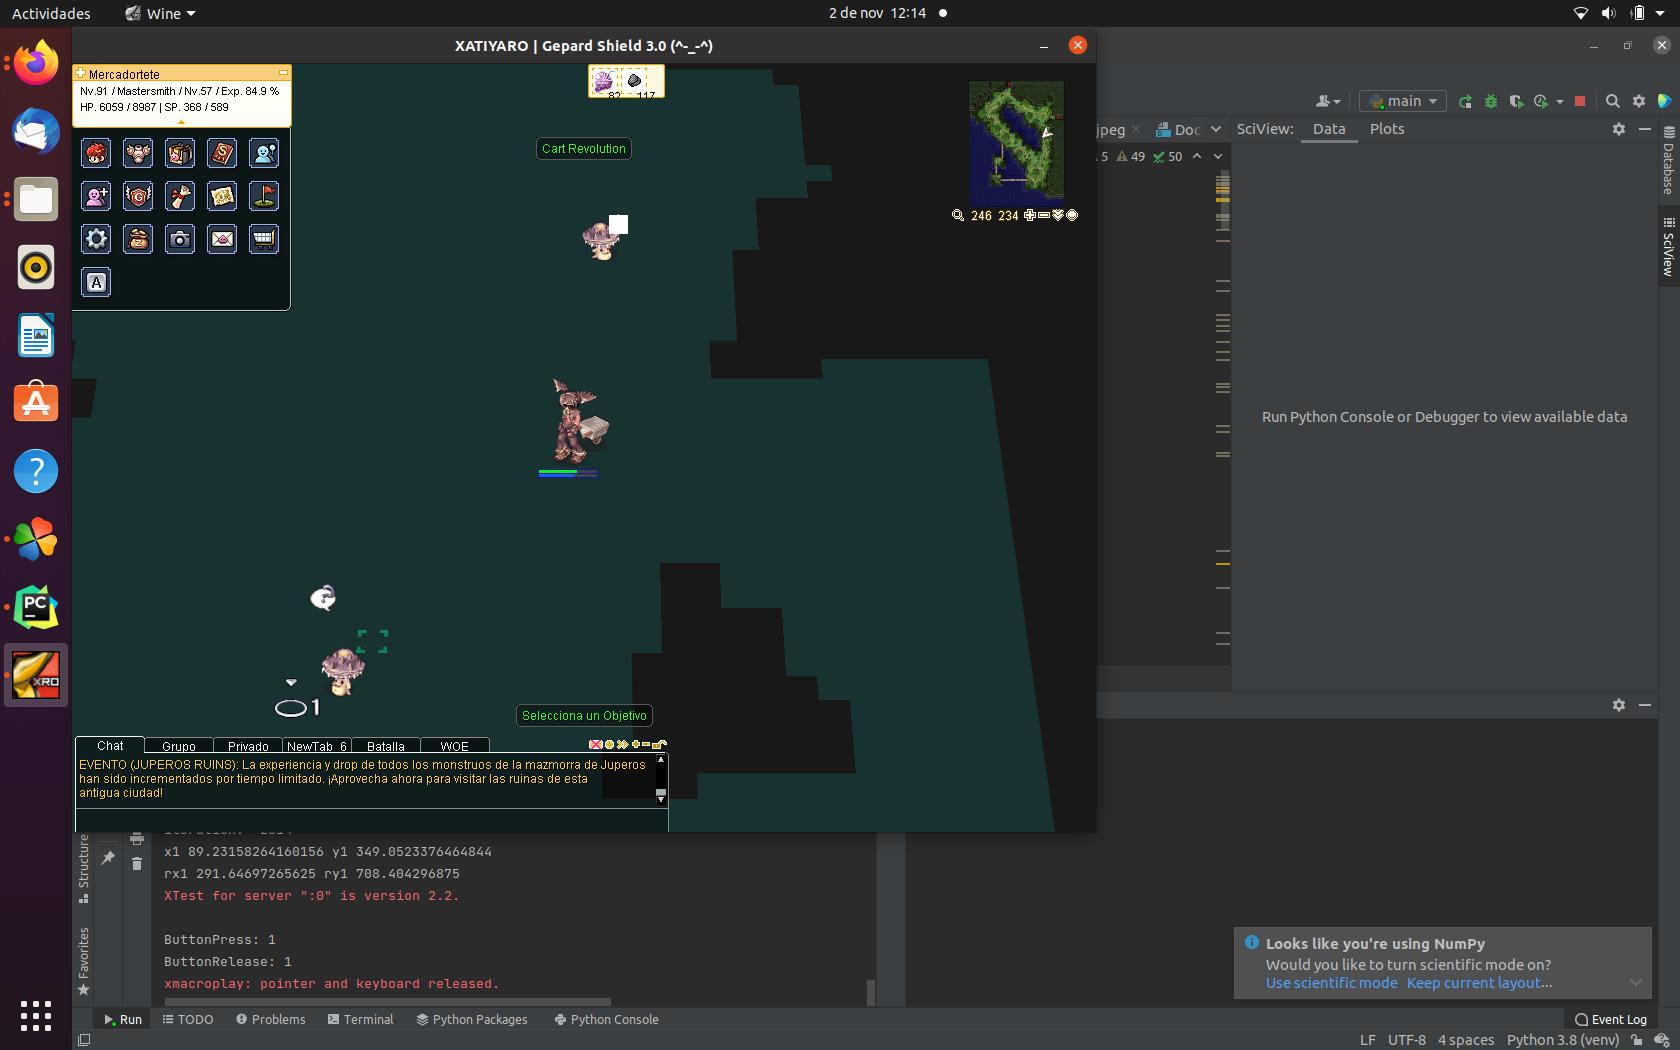 Actividades
Wine
2 de nov 12:14
XATIYARO | Gepard Shield 3.0 (^-_-^)
Mercadortete
Nv.91 / Mastersmith / Nv.57 / Exp. 84.9 %
HP. 6059 / 8987 | SP. 368 / 589
82 117
Cart Revolution
246 234
main
jpeg
Doc
SciView:
Data
Plots
5
49
50
Database
SciView
Run Python Console or Debugger to view available data
A
1
Selecciona un Objetivo
Chat
Grupo
Privado
NewTab_6
Batalla
WOE
EVENTO (JUPEROS RUINS): La experiencia y drop de todos los monstruos de la mazmorra de Juperos
han sido incrementados por tiempo limitado. ¡Aprovecha ahora para visitar las ruinas de esta
antigua ciudad!
PC
XRO
Structure
Favorites
x1 89.23158264160156 y1 349.0523376464844
rx1 291.64697265625 ry1 708.404296875
XTest for server ":0" is version 2.2.
ButtonPress: 1
ButtonRelease: 1
xmacroplay: pointer and keyboard released.
Looks like you're using NumPy
Would you like to turn scientific mode on?
Use scientific mode Keep current layout...
Run
TODO
Problems
Terminal
Python Packages
Python Console
Event Log
LF UTF-8 4 spaces Python 3.8 (venv)